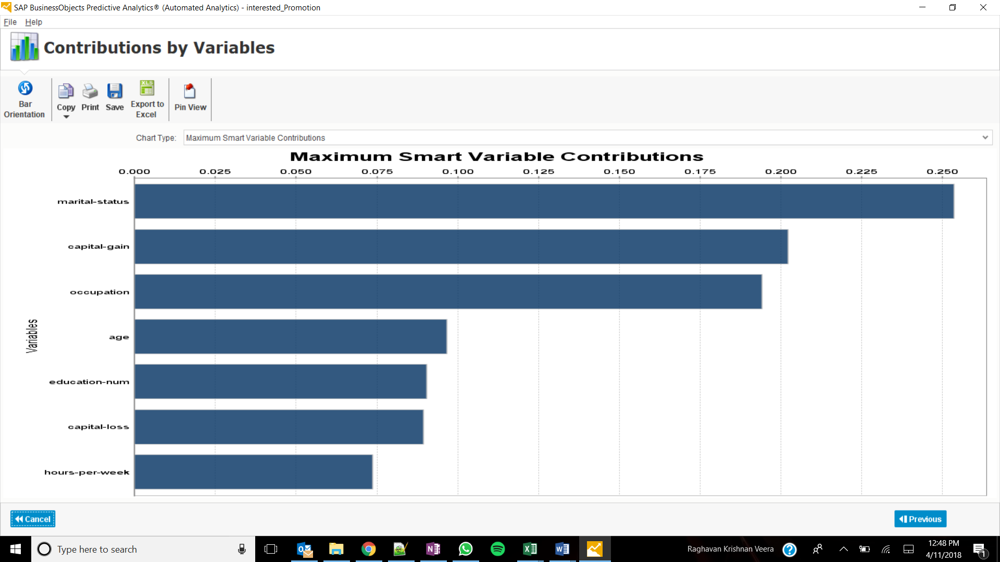 SAP BusinessObjects Predictive Analytics® (Automated Analytics) - interested_Promotion
File Help
Contributions by Variables
Bar Orientation
Copy
Print
Save
XLS
Export to Excel
Pin View
Chart Type: Maximum Smart Variable Contributions
Maximum Smart Variable Contributions
0.000 0.025 0.050 0.075 0.100 0.125 0.150 0.175 0.200 0.225 0.250
Variables
marital-status
capital-gain
occupation
age
education-num
capital-loss
hours-per-week
Cancel
Previous
Type here to search
Raghavan Krishnan Veera
12:48 PM
4/11/2018
1